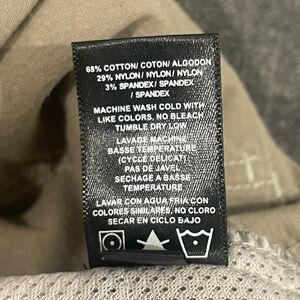 68% COTTON/ COTON/ ALGODON
29% NYLON/ NYLON/ NYLON
3% SPANDEX/ SPANDEX
/ SPANDEX
MACHINE WASH COLD WITH
LIKE COLORS, NO BLEACH
TUMBLE DRY LOW
LAVAGE MACHINE
BASSE TEMPERATURE
(CYCLE DELICAT)
PAS DE JAVEL
SECHAGE A BASSE
TEMPERATURE
LAVAR CON AGUA FRIA CON
COLORES SIMILARES, NO CLORO
SECAR EN CICLO BAJO